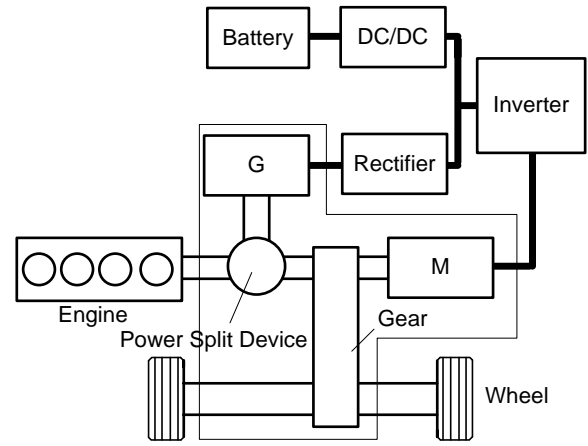 Battery
DC/DC
Inverter
G
Rectifier
M
Engine
Power Split Device
Gear
Wheel